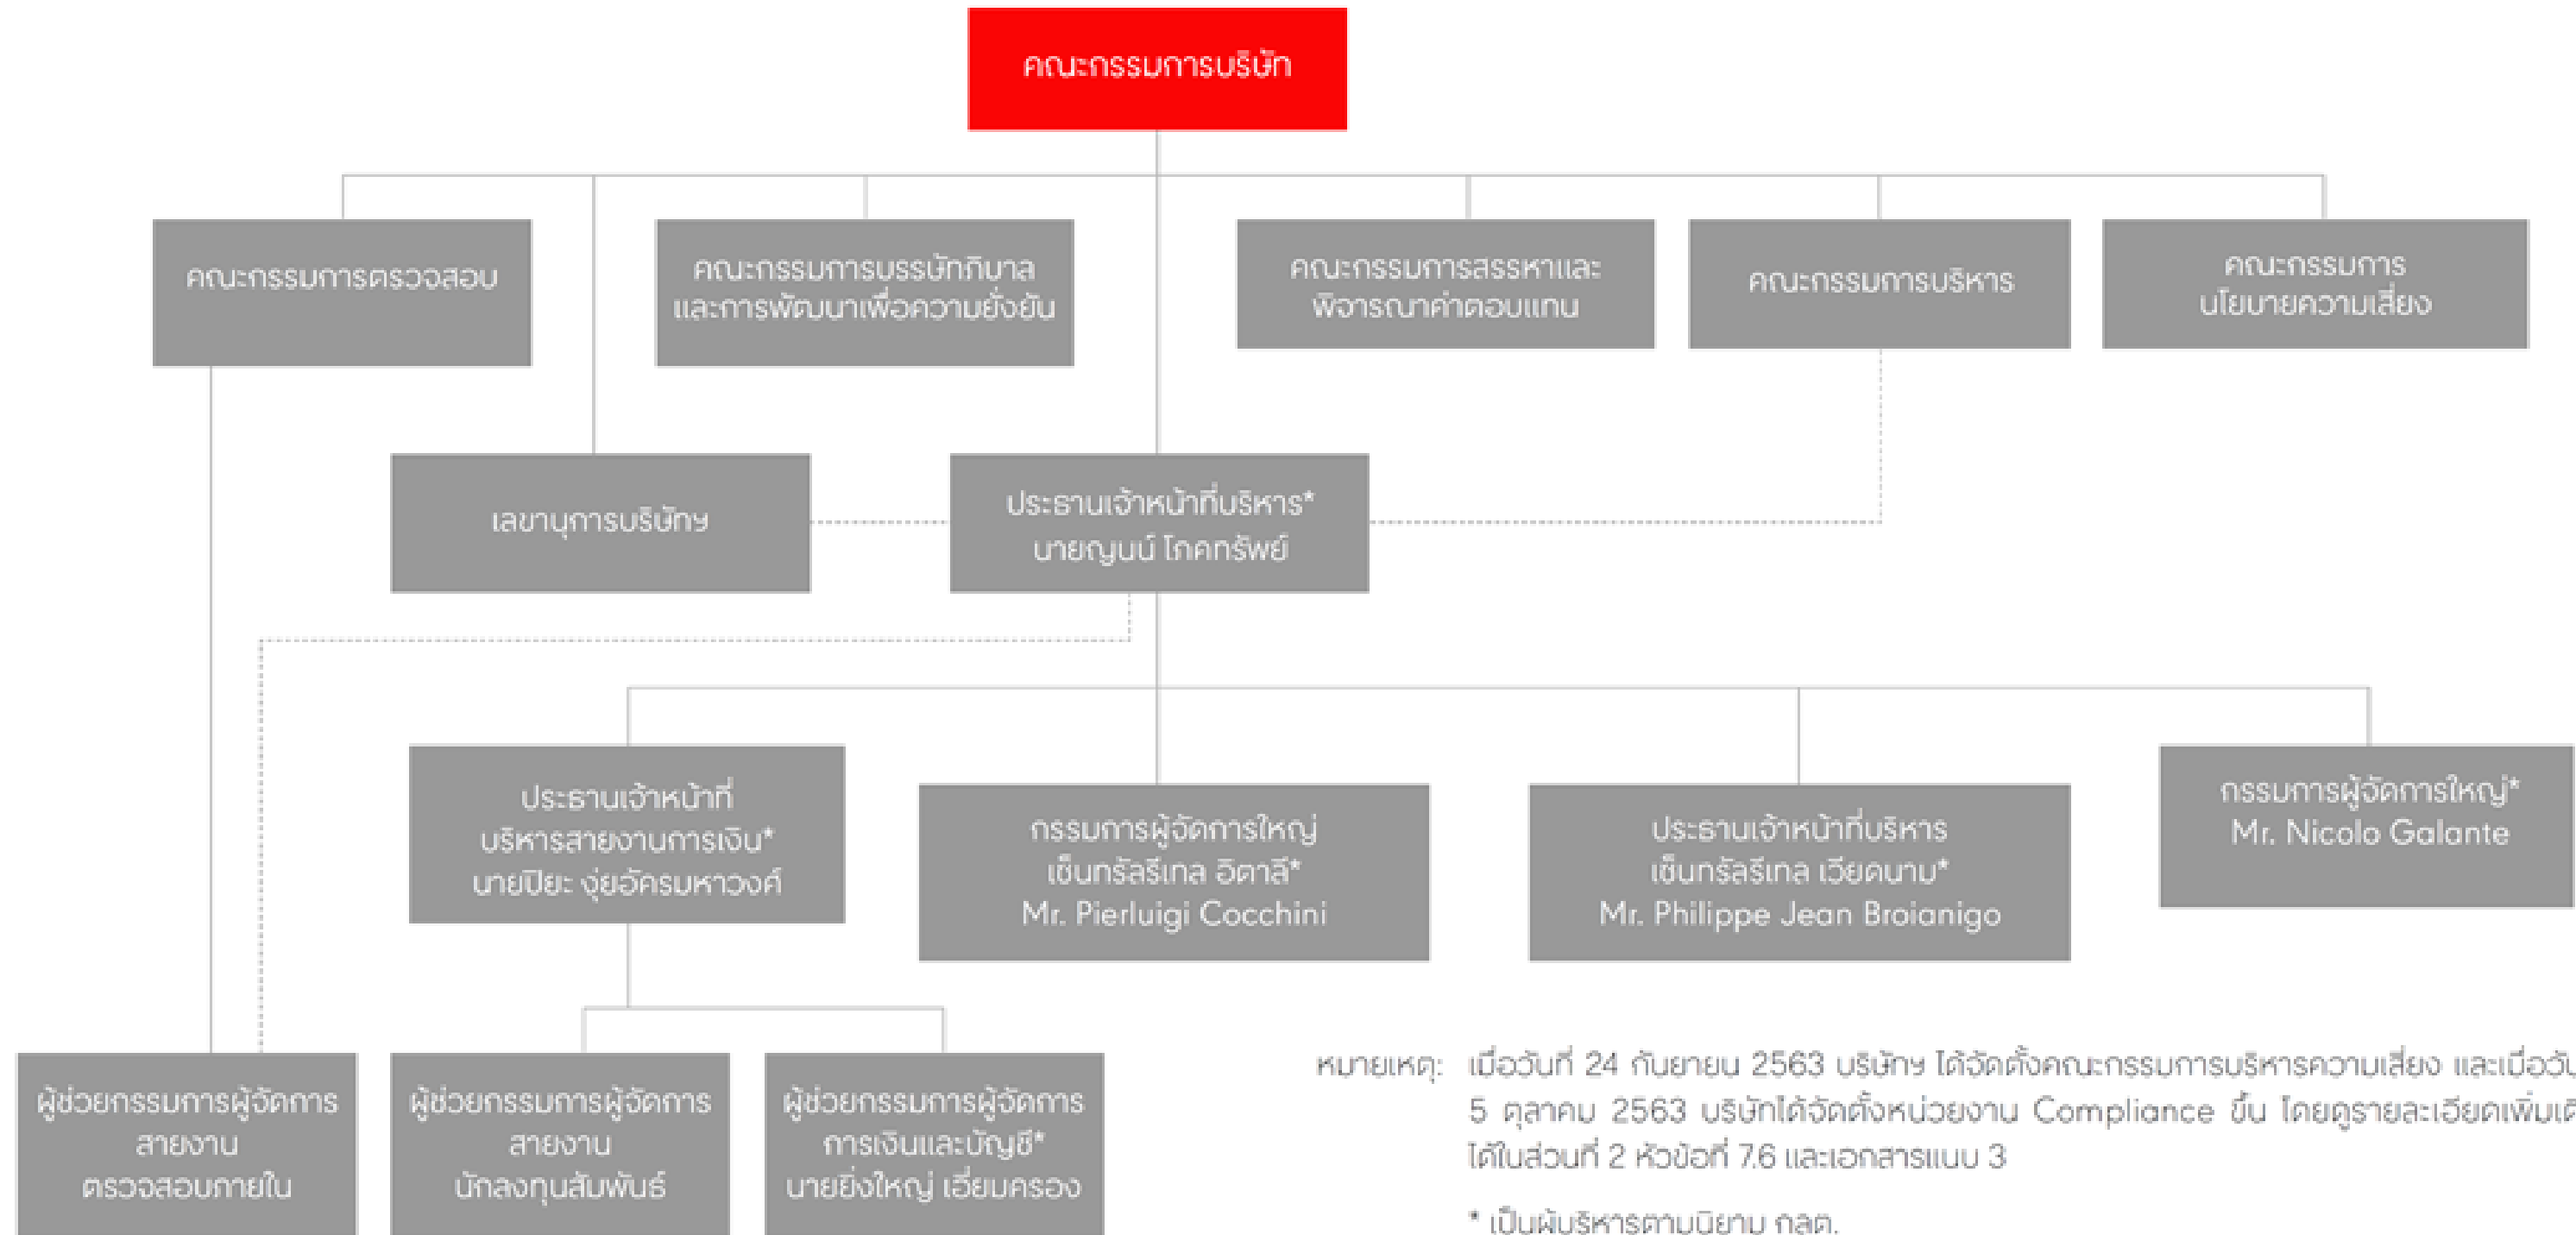 คณะกรรมการบริษัท
คณะกรรมการตรวจสอบ
คณะกรรมการบรรษัทภิบาล
และการพัฒนาเพื่อความยั่งยืน
คณะกรรมการสรรหาและ
พิจารณาค่าตอบแทน
คณะกรรมการบริหาร
คณะกรรมการ
นโยบายความเสี่ยง
เลขานุการบริษัทฯ
ประธานเจ้าหน้าที่บริหาร*
นายญนน์ โภคทรัพย์
ประธานเจ้าหน้าที่
บริหารสายงานการเงิน*
นายปิยะ งุ่ยอัครมหาวงศ์
กรรมการผู้จัดการใหญ่
เซ็นทรัลรีเทล อิตาลี*
Mr. Pierluigi Cocchini
ประธานเจ้าหน้าที่บริหาร
เซ็นทรัลรีเทล เวียดนาม*
Mr. Philippe Jean Broianigo
กรรมการผู้จัดการใหญ่*
Mr. Nicolo Galante
ผู้ช่วยกรรมการผู้จัดการ
สายงาน
ตรวจสอบภายใน
ผู้ช่วยกรรมการผู้จัดการ
สายงาน
นักลงทุนสัมพันธ์
ผู้ช่วยกรรมการผู้จัดการ
การเงินและบัญชี*
นายยิ่งใหญ่ เอี่ยมครอง
หมายเหตุ: เมื่อวันที่ 24 กันยายน 2563 บริษัทฯ ได้จัดตั้งคณะกรรมการบริหารความเสี่ยง และเมื่อวัน
5 ตุลาคม 2563 บริษัทได้จัดตั้งหน่วยงาน Compliance ขึ้น โดยดูรายละเอียดเพิ่มเติ
ได้ในส่วนที่ 2 หัวข้อที่ 7.6 และเอกสารแนบ 3
* เป็นผู้บริหารตามนิยาม กลต.